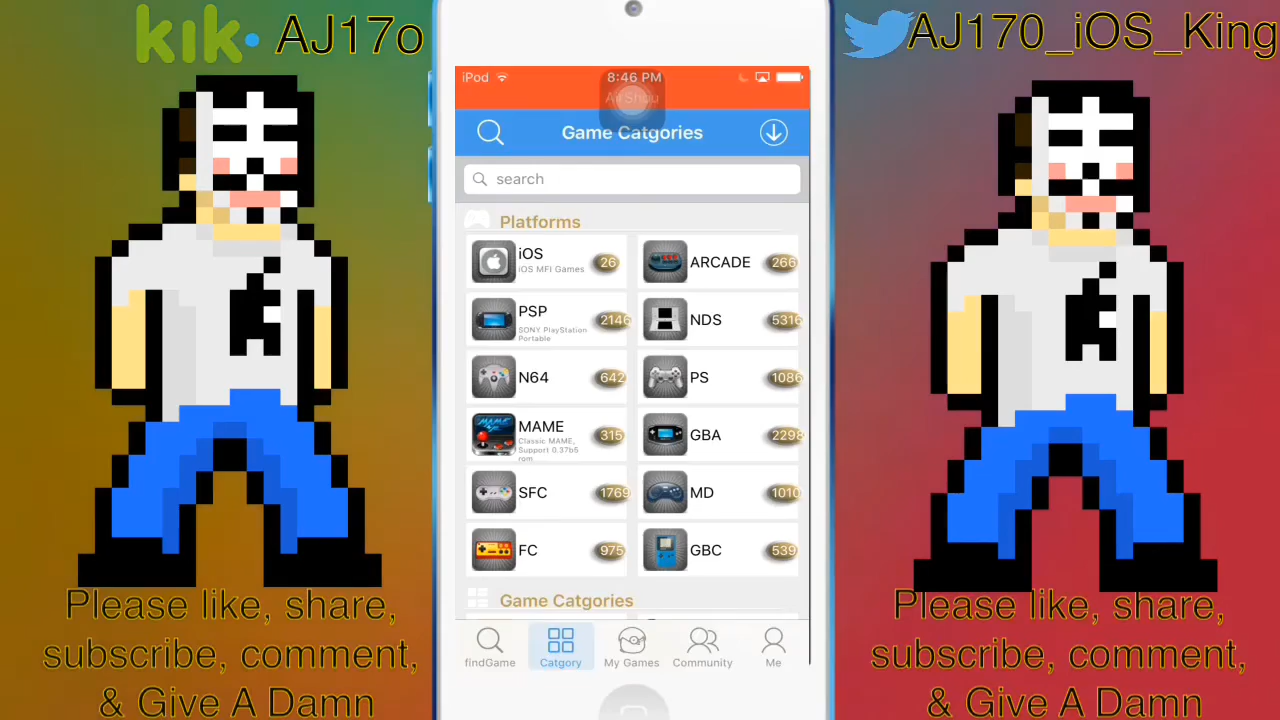 kik• AJ17o
AJ170_iOS_King
iPod 8:46 PM
Air Shou
Game Catgories
search
Platforms
iOS 26
iOS MFI Games
ARCADE 266
PSP 2146
SONY PlayStation
Portable
NDS 5316
N64 642
PS 1086
MAME 315
Classic MAME,
Support 0.37b5
rom
GBA 2298
SFC 1769
MD 1010
FC 975
GBC 539
Game Catgories
findGame Catgory My Games Community Me
Please like, share,
subscribe, comment,
& Give A Damn
Please like, share,
subscribe, comment,
& Give A Damn